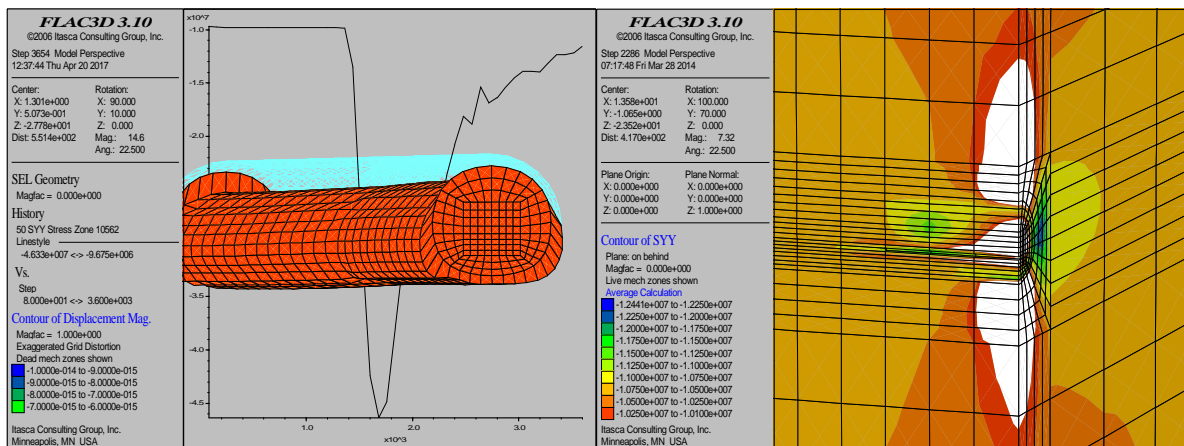 FLAC3D 3.10
©2006 Itasca Consulting Group, Inc.
Step 3654 Model Perspective
12:37:44 Thu Apr 20 2017
Center:
X: 1.301e+000
Y: 5.073e-001
Z: -2.778e+001
Dist: 5.514e+002
Rotation:
X: 90.000
Y: 10.000
Z: 0.000
Mag.: 14.6
Ang.: 22.500
SEL Geometry
Magfac = 0.000e+000
History
50 SYY Stress Zone 10562
Linestyle
-4.633e+007 <-> -9.675e+006
Vs.
Step
8.000e+001 <-> 3.600e+003
Contour of Displacement Mag.
Magfac = 1.000e+000
Exaggerated Grid Distortion
Dead mech zones shown
-1.0000e-014 to -9.0000e-015
-9.0000e-015 to -8.0000e-015
-8.0000e-015 to -7.0000e-015
-7.0000e-015 to -6.0000e-015
Itasca Consulting Group, Inc.
Minneapolis, MN USA
x10^7
-1.0
-1.5
-2.0
-3.5
-4.0
-4.5
1.0
2.0
3.0
x10^3
FLAC3D 3.10
©2006 Itasca Consulting Group, Inc.
Step 2286 Model Perspective
07:17:48 Fri Mar 28 2014
Center:
X: 1.358e+001
Y: -1.065e+000
Z: -2.352e+001
Dist: 4.170e+002
Rotation:
X: 100.000
Y: 70.000
Z: 0.000
Mag.: 7.32
Ang.: 22.500
Plane Origin:
X: 0.000e+000
Y: 0.000e+000
Z: 0.000e+000
Plane Normal:
X: 0.000e+000
Y: 0.000e+000
Z: 1.000e+000
Contour of SYY
Plane: on behind
Magfac = 0.000e+000
Live mech zones shown
Average Calculation
-1.2441e+007 to -1.2250e+007
-1.2250e+007 to -1.2000e+007
-1.2000e+007 to -1.1750e+007
-1.1750e+007 to -1.1500e+007
-1.1500e+007 to -1.1250e+007
-1.1250e+007 to -1.1000e+007
-1.1000e+007 to -1.0750e+007
-1.0750e+007 to -1.0500e+007
-1.0500e+007 to -1.0250e+007
-1.0250e+007 to -1.0100e+007
Itasca Consulting Group, Inc.
Minneapolis, MN USA